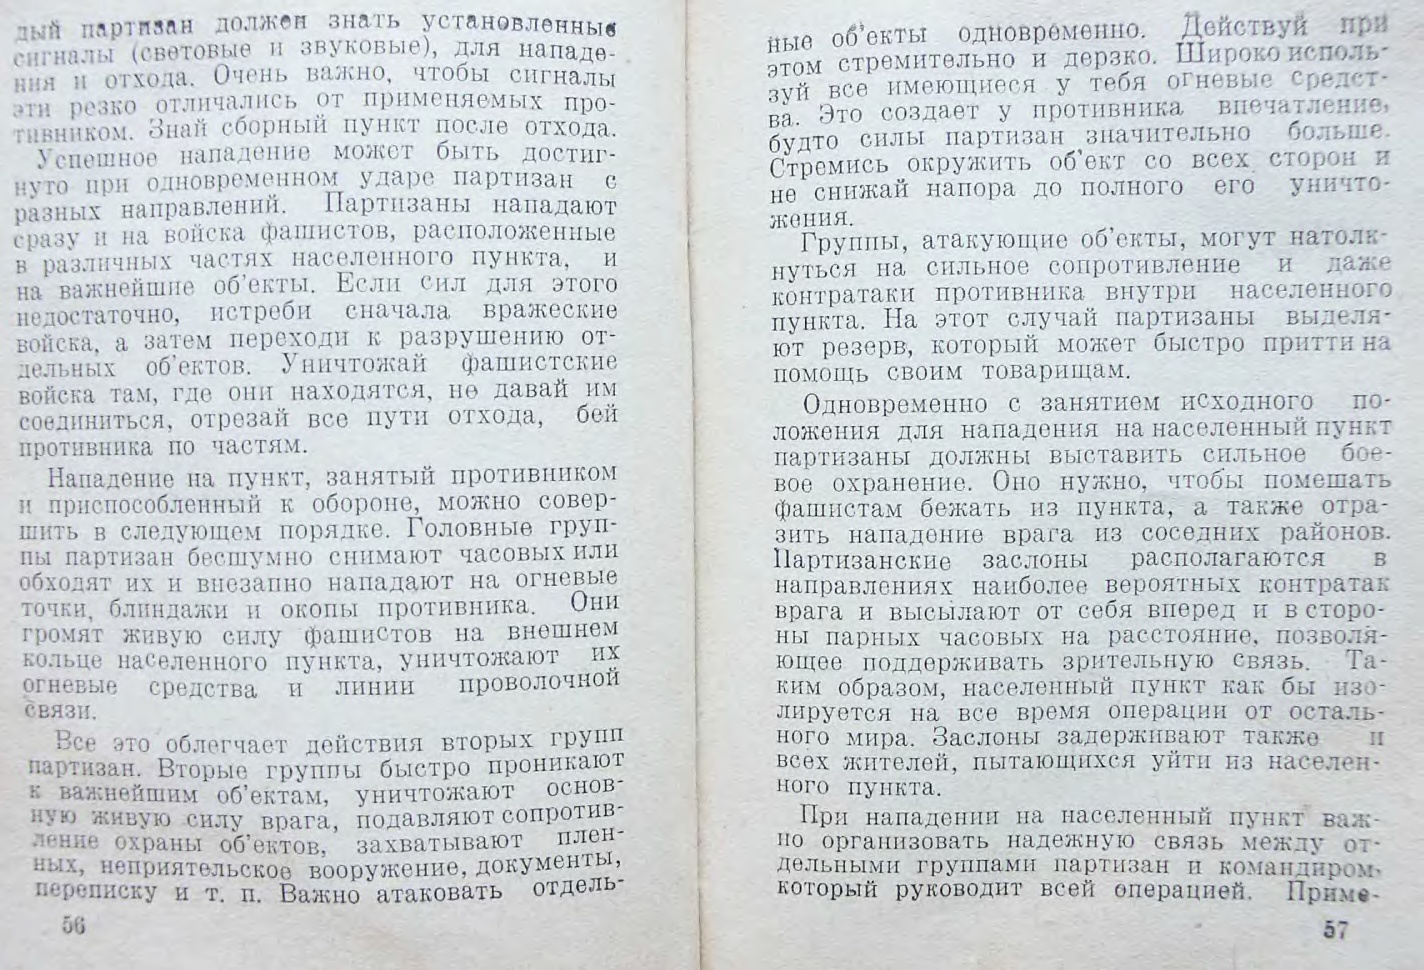 дый партизан должен знать установленные
сигналы (световые и звуковые), для нападе-
ния и отхода. Очень важно, чтобы сигналы
эти резко отличались от применяемых про-
тивником. Знай сборный пункт после отхода.
Успешное нападение может быть достиг-
нуто при одновременном ударе партизан с
разных направлений. Партизаны нападают
сразу и на войска фашистов, расположенные
в различных частях населенного пункта, и
на важнейшие об'екты. Если сил для этого
недостаточно, истреби сначала вражеские
войска, а затем переходи к разрушению от-
дельных об'ектов. Уничтожай фашистские
войска там, где они находятся, не давай им
соединиться, отрезай все пути отхода, бей
противника по частям.
Нападение на пункт, занятый противником
и приспособленный к обороне, можно совер-
шить в следующем порядке. Головные груп-
пы партизан бесшумно снимают часовых или
обходят их и внезапно нападают на огневые
точки, блиндажи и окопы противника. Они
громят живую силу фашистов на внешнем
кольце населенного пункта, уничтожают их
огневые средства и линии проволочной
связи.
Все это облегчает действия вторых групп
партизан. Вторые группы быстро проникают
к важнейшим об'ектам, уничтожают основ-
ную живую силу врага, подавляют сопротив-
ление охраны об'ектов, захватывают плен-
ных, неприятельское вооружение, документы,
переписку и т. п. Важно атаковать отдель-
56
ные об'екты одновременно. Действуй при
этом стремительно и дерзко. Широко исполь-
зуй все имеющиеся у тебя огневые средст-
ва. Это создает у противника впечатление,
будто силы партизан значительно больше.
Стремись окружить об'ект со всех сторон и
не снижай напора до полного его уничто-
жения.
Группы, атакующие об'екты, могут натолк-
нуться на сильное сопротивление и даже
контратаки противника внутри населенного
пункта. На этот случай партизаны выделя-
ют резерв, который может быстро притти на
помощь своим товарищам.
Одновременно с занятием исходного по-
ложения для нападения на населенный пункт
партизаны должны выставить сильное бое-
вое охранение. Оно нужно, чтобы помешать
фашистам бежать из пункта, а также отра-
зить нападение врага из соседних районов.
Партизанские заслоны располагаются в
направлениях наиболее вероятных контратак
врага и высылают от себя вперед и в сторо-
ны парных часовых на расстояние, позволя-
ющее поддерживать зрительную связь. Та-
ким образом, населенный пункт как бы изо-
лируется на все время операции от осталь-
ного мира. Заслоны задерживают также и
всех жителей, пытающихся уйти из населен-
ного пункта.
При нападении на населенный пункт важ-
но организовать надежную связь между от-
дельными группами партизан и командиром,
который руководит всей операцией. Приме-
57